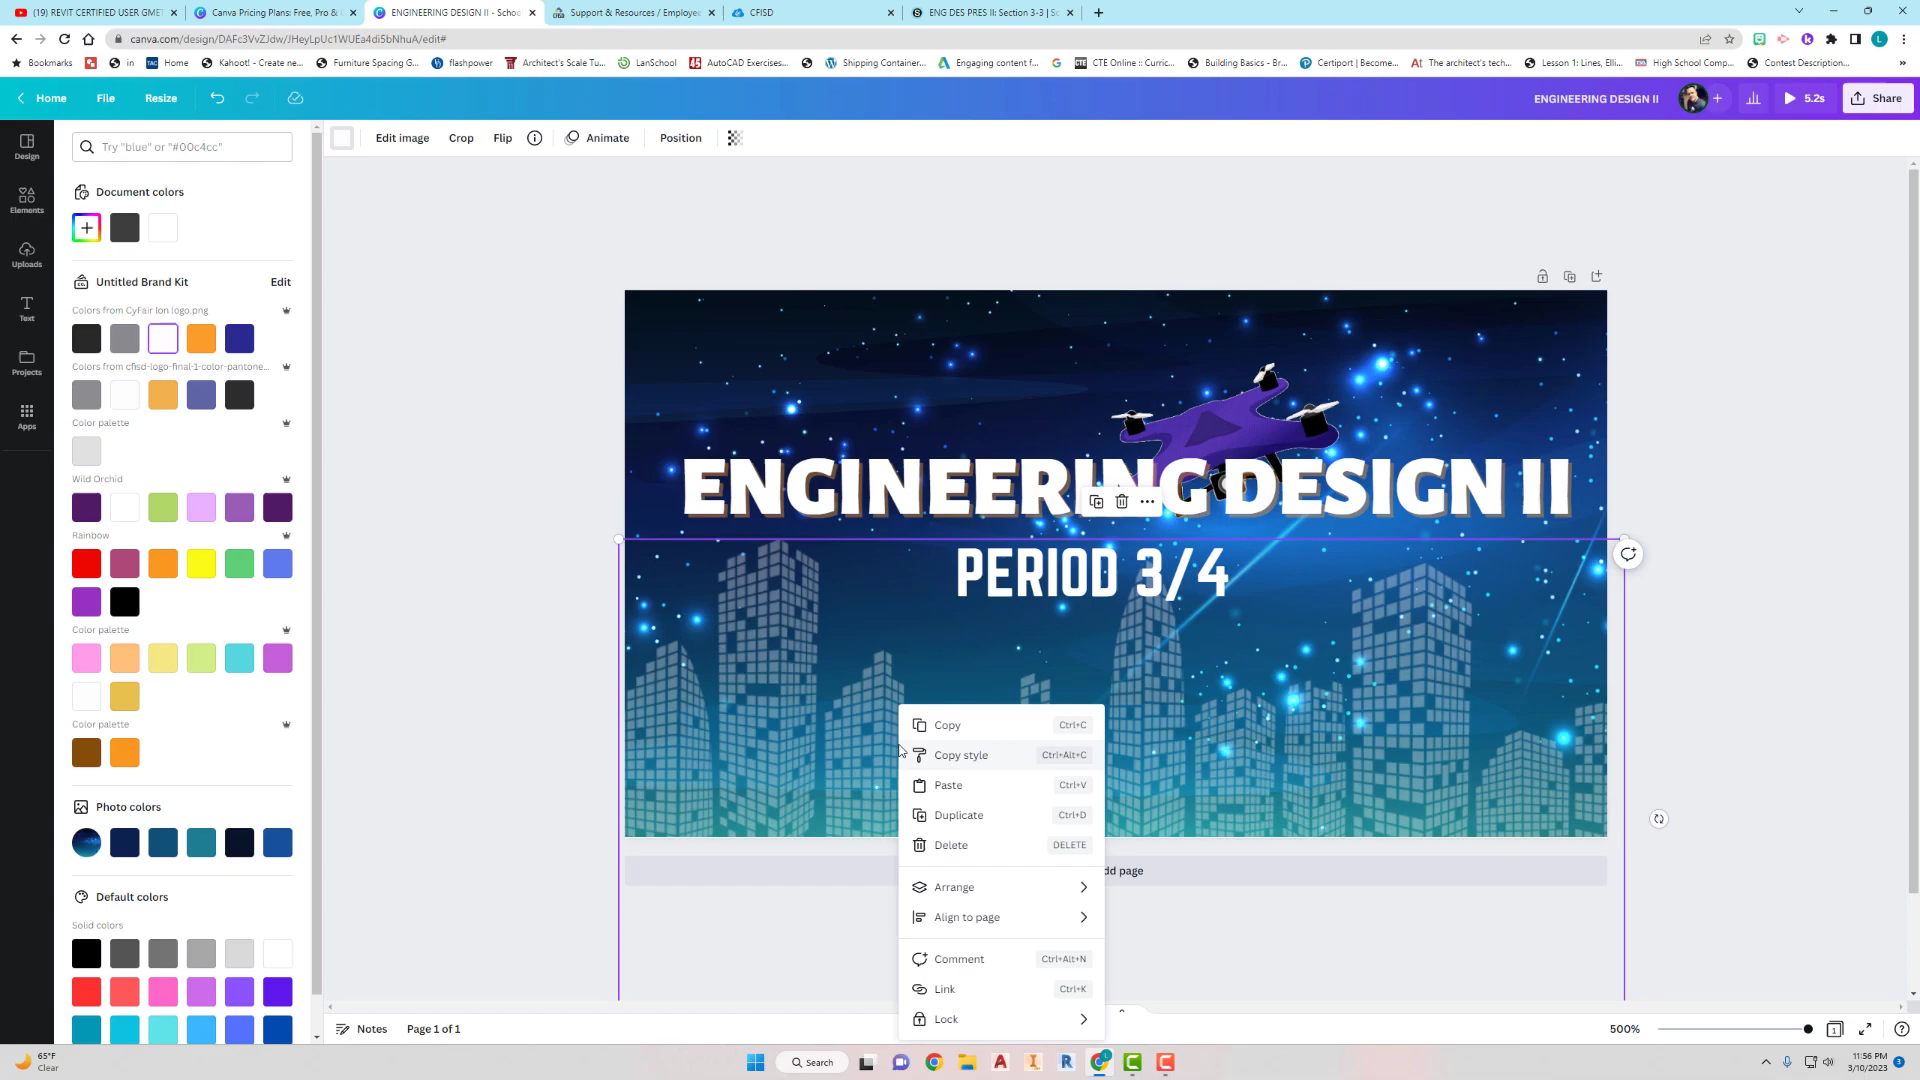 (19) REVIT CERTIFIED USER GMET
Canva Pricing Plans: Free, Pro &
ENGINEERING DESIGN II - Schoo
Support & Resources / Employee
CFISD
ENG DES PRES II: Section 3-3 | Sc
canva.com/design/DAFc3VvZJdw/JHeyLpUc1WUEa4di5bNhuA/edit#
Bookmarks
in
Home
Kahoot! - Create ne...
Furniture Spacing G...
flashpower
Architect's Scale Tu...
LanSchool
AutoCAD Exercises...
Shipping Container...
Engaging content f...
CTE Online :: Curric...
Building Basics - Br...
Certiport | Become...
The architect's tech...
Lesson 1: Lines, Elli...
High School Comp...
Contest Description...
Home
File
Resize
ENGINEERING DESIGN II
5.2s
Share
Design
Elements
Uploads
Text
Projects
Apps
Try "blue" or "#00c4cc"
Edit image
Crop
Flip
Animate
Position
Document colors
Untitled Brand Kit
Edit
Colors from CyFair Ion logo.png
Colors from cfisd-logo-final-1-color-pantone...
Color palette
Wild Orchid
Rainbow
Color palette
Color palette
Photo colors
Default colors
Solid colors
ENGINEERING DESIGN II
PERIOD 3/4
Copy Ctrl+C
Copy style Ctrl+Alt+C
Paste Ctrl+V
Duplicate Ctrl+D
Delete DELETE
Arrange
Align to page
Comment Ctrl+Alt+N
Link Ctrl+K
Lock
dd page
Notes
Page 1 of 1
500%
1
65°F
Clear
Search
11:56 PM
3/10/2023
3